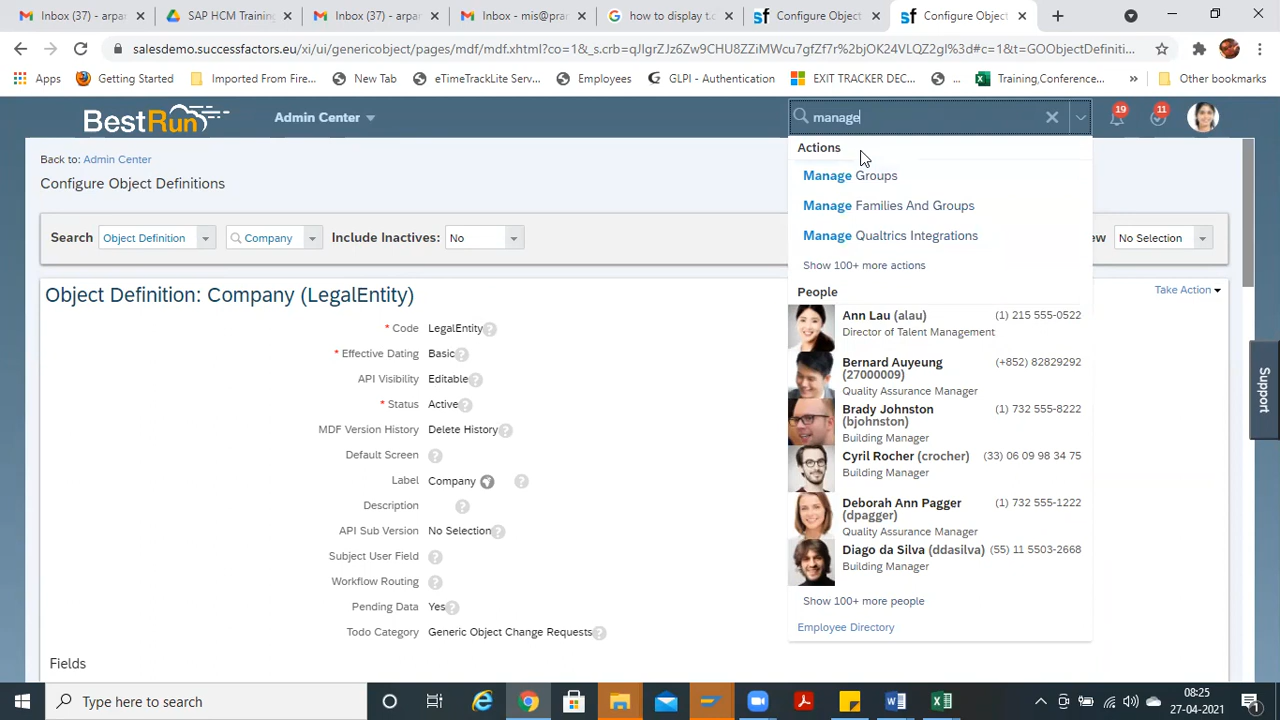 Inbox (37) - arpar
SAP HCM Training
Inbox (37) - arpar
Inbox - mis@pran
how to display t.c
Configure Object
Configure Object
salesdemo.successfactors.eu/xi/ui/genericobject/pages/mdf/mdf.xhtml?co=1&_s.crb=qJIgrZJz6Zw9CHU8ZZiMWcu7gfZf7r%2bjOK24VLQZ2gI%3d#c=1&t=GOObjectDefiniti...
Apps
Getting Started
Imported From Fire...
New Tab
eTimeTrackLite Serv...
Employees
GLPI - Authentication
EXIT TRACKER DEC...
...
Training,Conference...
»
Other bookmarks
BestRun
Admin Center
manage
19
11
Back to: Admin Center
Configure Object Definitions
Search
Object Definition
Company
Include Inactives:
No
No Selection
Object Definition: Company (LegalEntity)
Take Action
* Code LegalEntity
* Effective Dating Basic
API Visibility Editable
* Status Active
MDF Version History Delete History
Default Screen
Label Company
Description
API Sub Version No Selection
Subject User Field
Workflow Routing
Pending Data Yes
Todo Category Generic Object Change Requests
Fields
Actions
Manage Groups
Manage Families And Groups
Manage Qualtrics Integrations
Show 100+ more actions
People
Ann Lau (alau) (1) 215 555-0522
Director of Talent Management
Bernard Auyeung (+852) 82829292
(27000009)
Quality Assurance Manager
Brady Johnston (1) 732 555-8222
(bjohnston)
Building Manager
Cyril Rocher (crocher) (33) 06 09 98 34 75
Building Manager
Deborah Ann Pagger (1) 732 555-1222
(dpagger)
Quality Assurance Manager
Diago da Silva (ddasilva) (55) 11 5503-2668
Building Manager
Show 100+ more people
Employee Directory
Support
Type here to search
08:25
27-04-2021
1